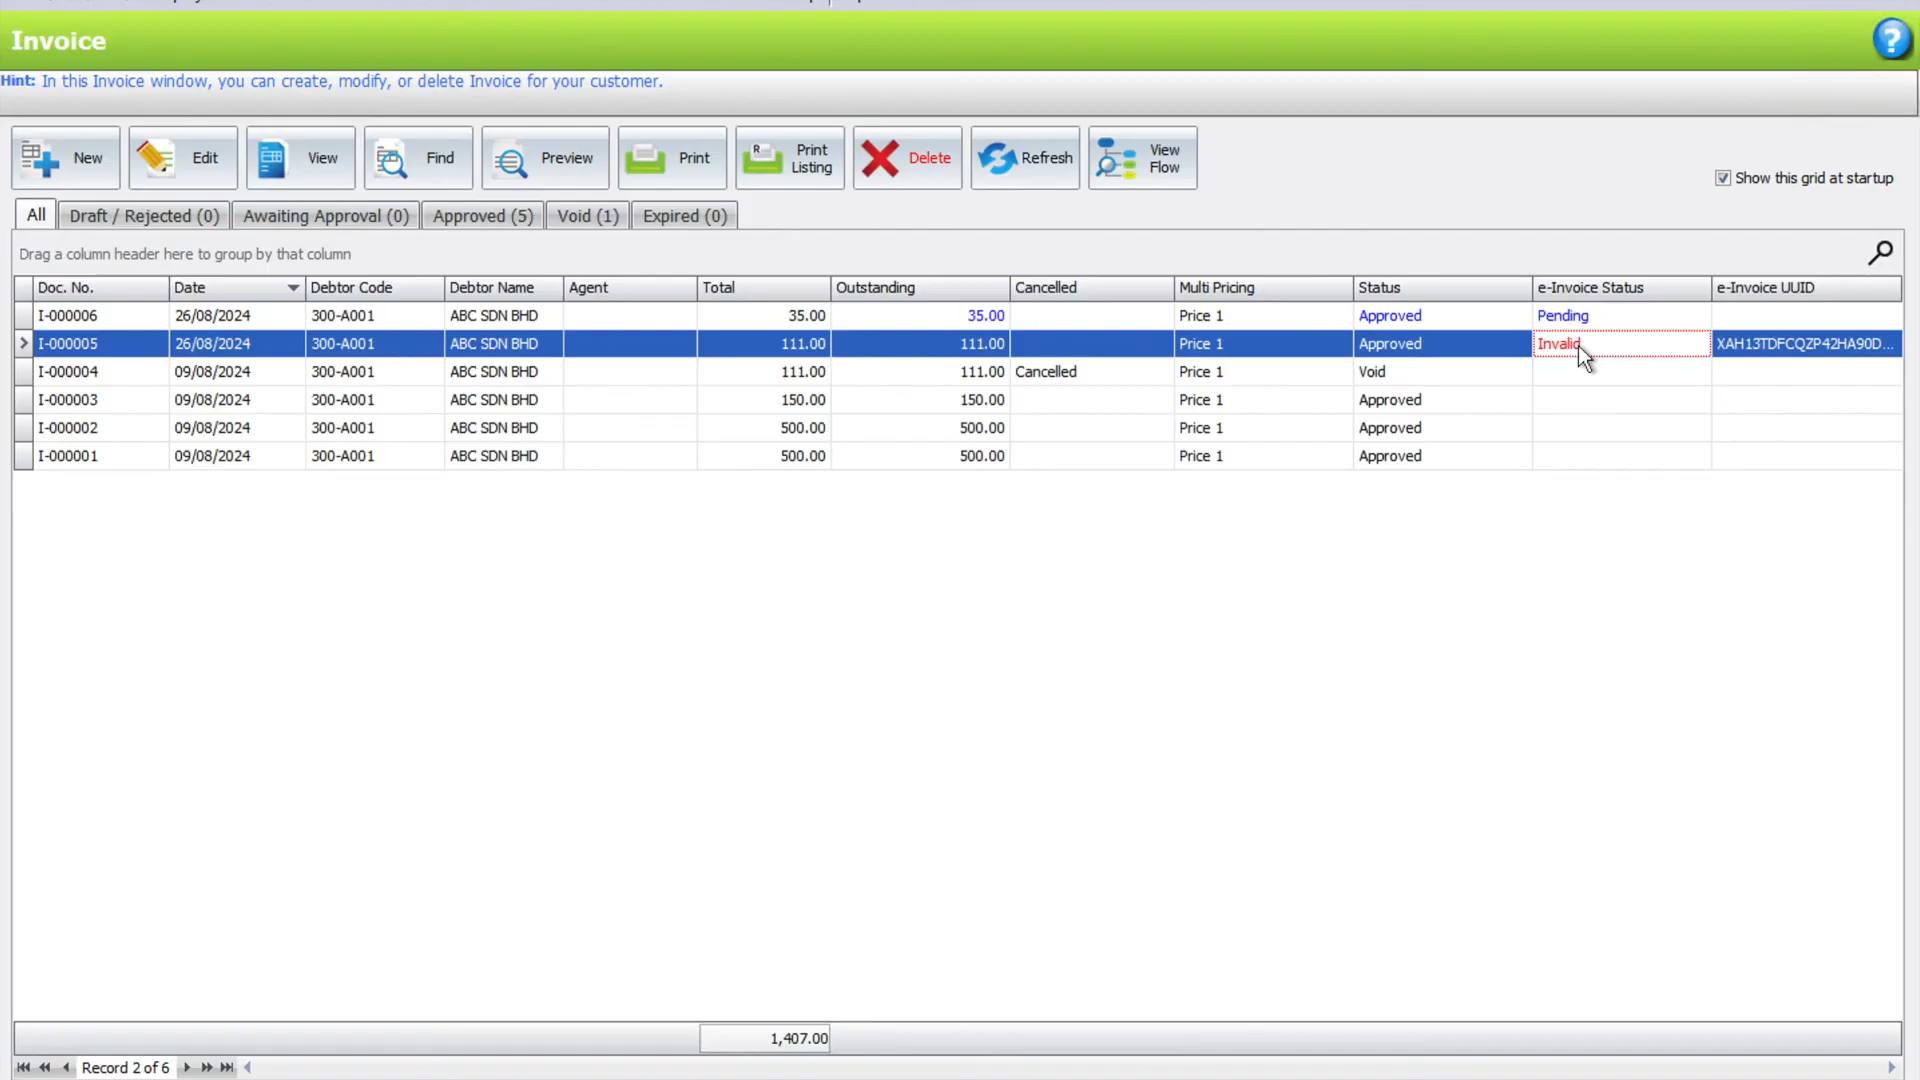 Invoice
Hint: In this Invoice window, you can create, modify, or delete Invoice for your customer.
New Edit View Find Preview Print Print Listing Delete Refresh View Flow
Show this grid at startup
All Draft / Rejected (0) Awaiting Approval (0) Approved (5) Void (1) Expired (0)
Drag a column header here to group by that column
Doc. No. Date Debtor Code Debtor Name Agent Total Outstanding Cancelled Multi Pricing Status e-Invoice Status e-Invoice UUID
I-000006 26/08/2024 300-A001 ABC SDN BHD 35.00 35.00 Price 1 Approved Pending
I-000005 26/08/2024 300-A001 ABC SDN BHD 111.00 111.00 Price 1 Approved Invalid XAH13TDFCQZP42HA90D...
I-000004 09/08/2024 300-A001 ABC SDN BHD 111.00 111.00 Cancelled Price 1 Void
I-000003 09/08/2024 300-A001 ABC SDN BHD 150.00 150.00 Price 1 Approved
I-000002 09/08/2024 300-A001 ABC SDN BHD 500.00 500.00 Price 1 Approved
I-000001 09/08/2024 300-A001 ABC SDN BHD 500.00 500.00 Price 1 Approved
1,407.00
Record 2 of 6